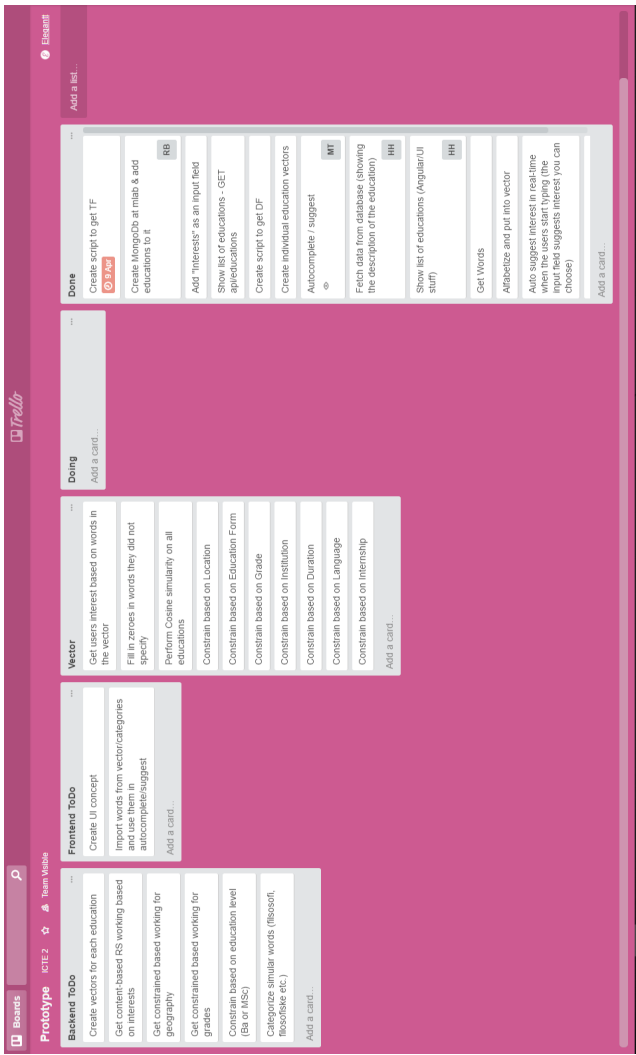 Boards
Trello
Prototype
ICTE 2
Team Visible
Elegantt
Backend ToDo
...
Create vectors for each education
Get content-based RS working based
on interests
Get constrained based working for
geography
Get constrained based working for
grades
Constrain based on education level
(Ba or MSc)
Categorize simular words (filsosofi,
filosofiske etc.)
Add a card...
Frontend ToDo
...
Create UI concept
Import words from vector/categories
and use them in
autocomplete/suggest
Add a card...
Vector
...
Get users interest based on words in
the vector
Fill in zeroes in words they did not
specify
Perform Cosine simularity on all
educations
Constrain based on Location
Constrain based on Education Form
Constrain based on Grade
Constrain based on Institution
Constrain based on Duration
Constrain based on Language
Constrain based on Internship
Add a card...
Doing
...
Add a card...
Done
...
Create script to get TF
9 Apr
Create MongoDb at mlab & add
educations to it
RB
Add "Interests" as an input field
Show list of educations - GET
api/educations
Create script to get DF
Create individual education vectors
Autocomplete / suggest
MT
Fetch data from database (showing
the description of the education)
HH
Show list of educations (Angular/UI
stuff)
HH
Get Words
Alfabetize and put into vector
Auto suggest interest in real-time
when the users start typing (the
input field suggests interest you can
choose)
Add a card...
Add a list...